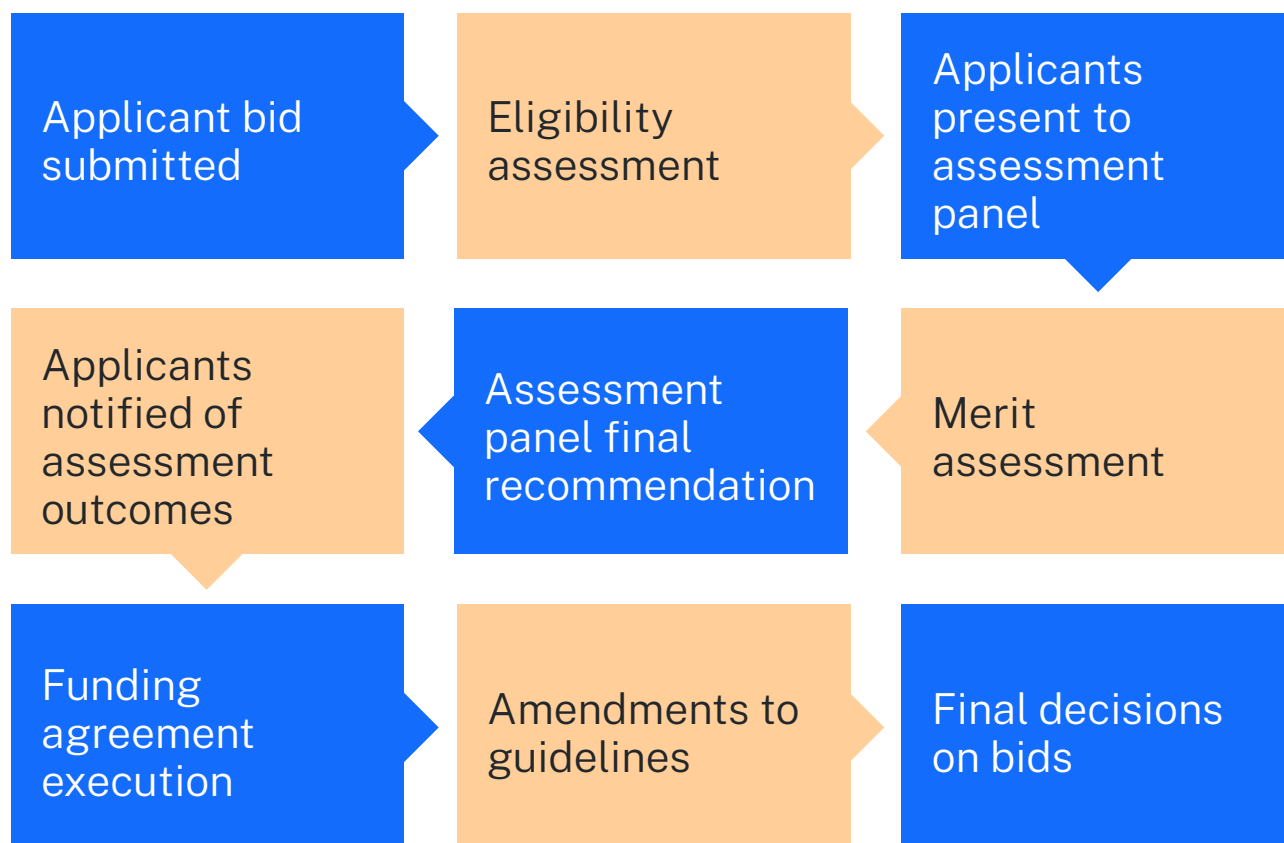 Applicant bid
submitted
Eligibility
assessment
Applicants
present to
assessment
panel
Merit
assessment
Assessment
panel final
recommendation
Applicants
notified of
assessment
outcomes
Funding
agreement
execution
Amendments to
guidelines
Final decisions
on bids